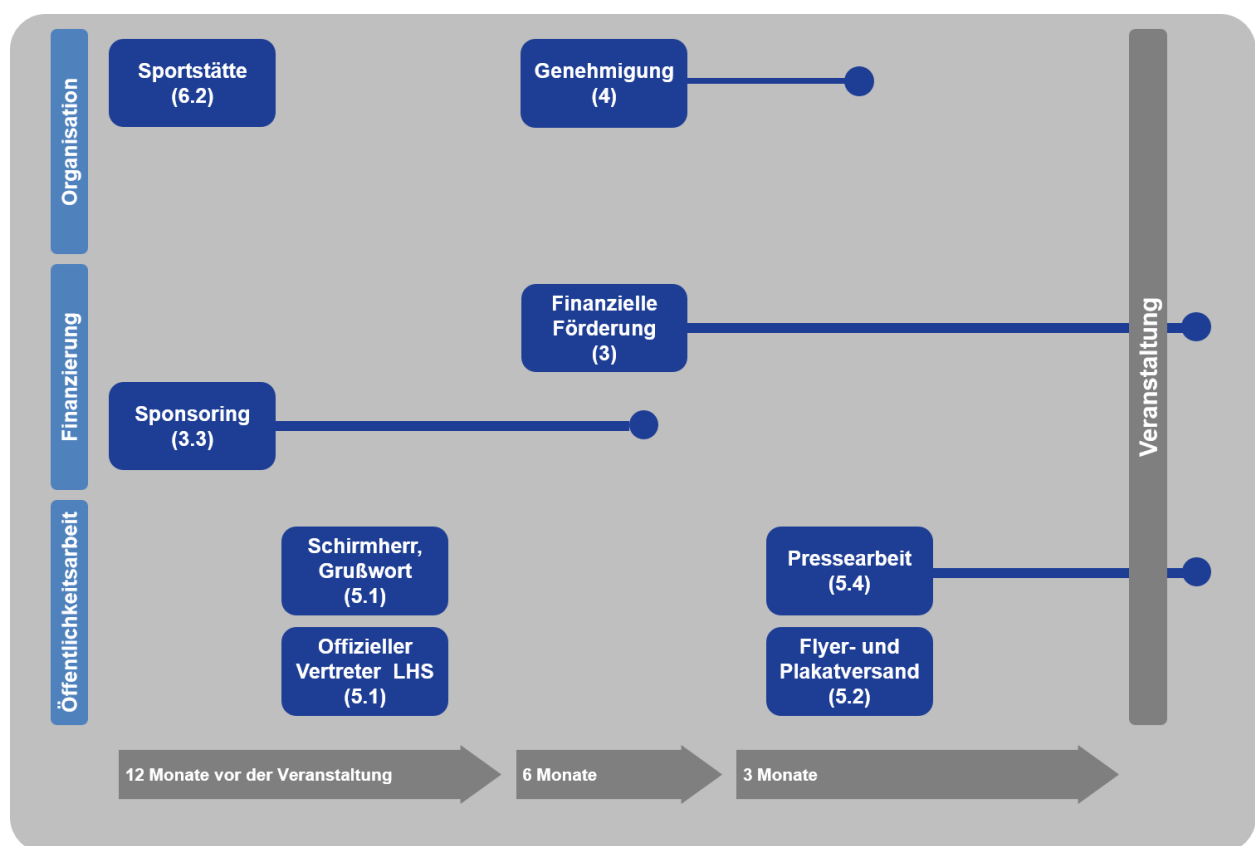 Organisation
Sportstätte
(6.2)
Genehmigung
(4)
Finanzierung
Finanzielle
Förderung
(3)
Sponsoring
(3.3)
Öffentlichkeitsarbeit
Schirmherr,
Grußwort
(5.1)
Offizieller
Vertreter LHS
(5.1)
Pressearbeit
(5.4)
Flyer- und
Plakatversand
(5.2)
Veranstaltung
12 Monate vor der Veranstaltung
6 Monate
3 Monate